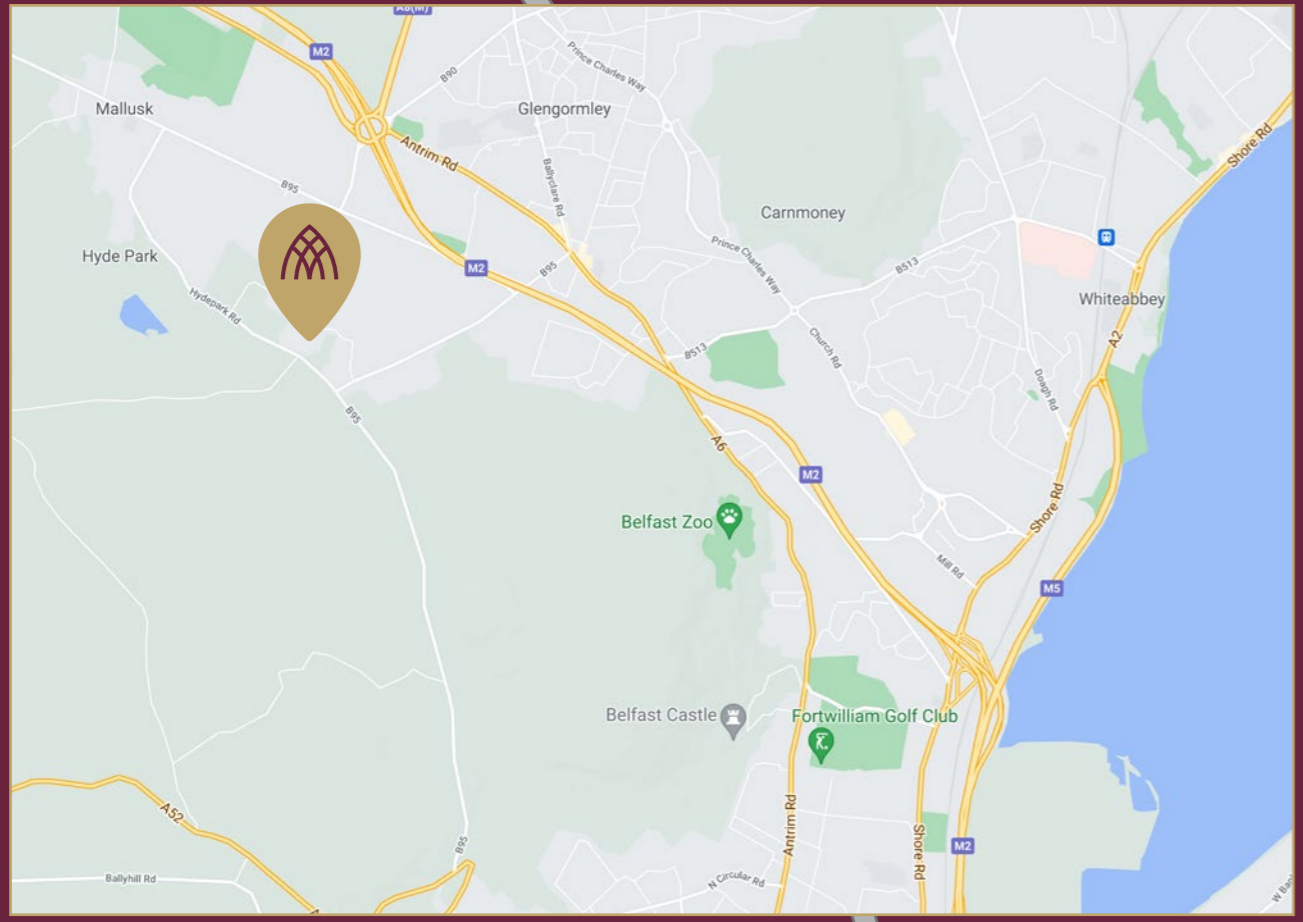 A8(M)
M2
Prince Charles Way
B90
Mallusk
Glengormley
Antrim Rd
Shore Rd
Ballyclare Rd
B95
Carnmoney
Hyde Park
Prince Charles Way
B513
M2
B95
Whiteabbey
Hydepark Rd
A2
Church Rd
B513
Doagh Rd
B95
A6
M2
Belfast Zoo
Shore Rd
Mill Rd
M5
Belfast Castle
Fortwilliam Golf Club
A52
Antrim Rd
Shore Rd
B95
M2
Ballyhill Rd
N Circular Rd